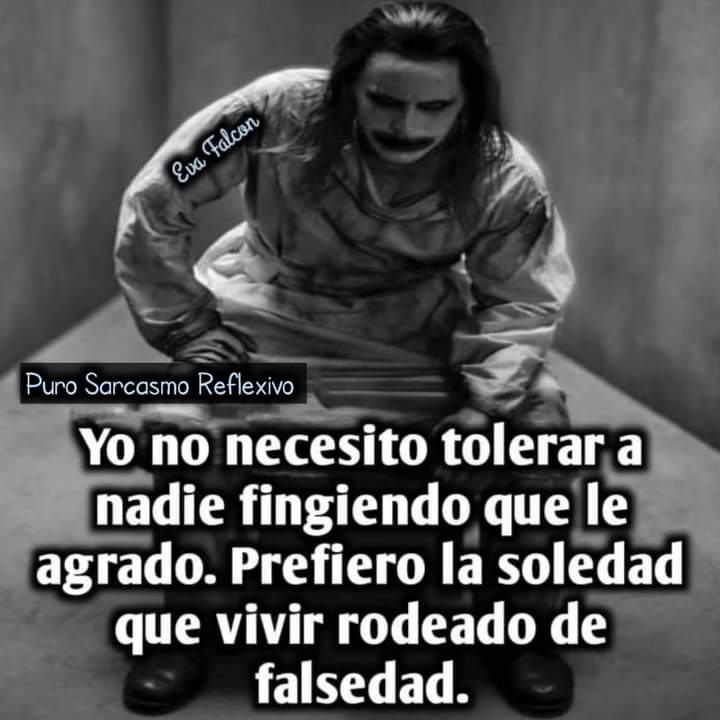 Eva Falcon
Puro Sarcasmo Reflexivo
Yo no necesito tolerar a
nadie fingiendo que le
agrado. Prefiero la soledad
que vivir rodeado de
falsedad.